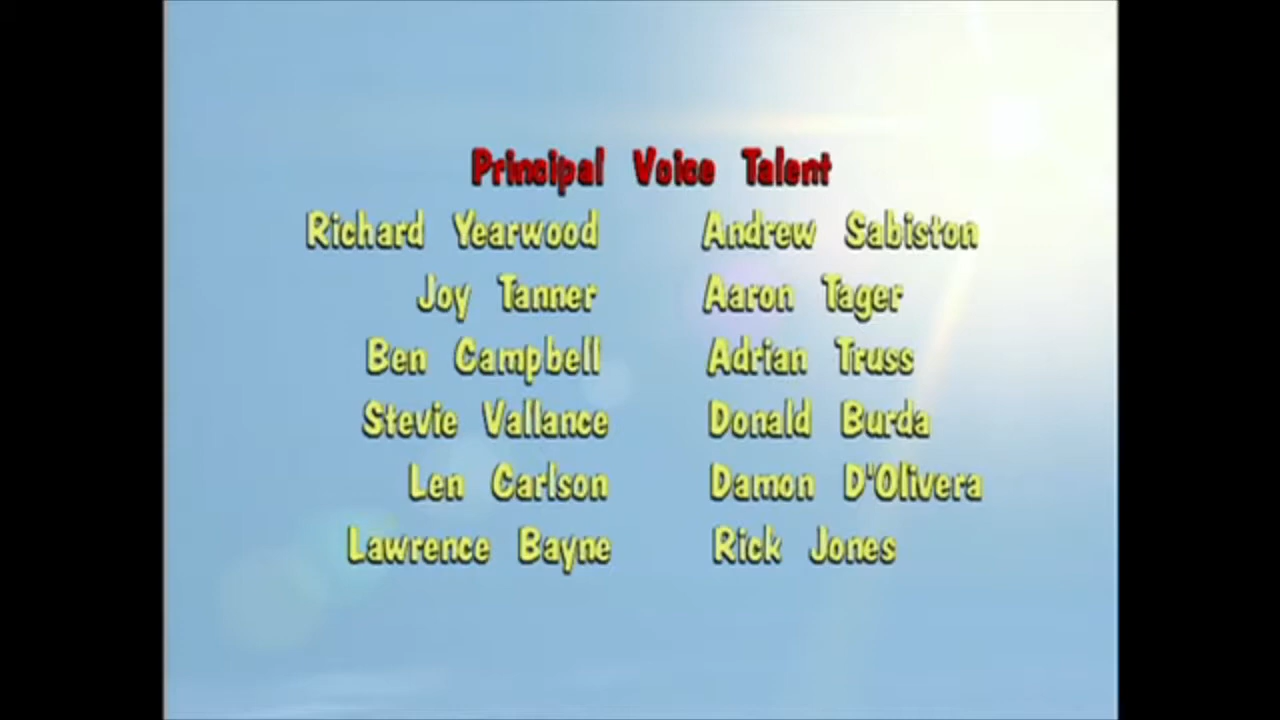 Principal Voice Talent
Richard Yearwood Andrew Sabiston
Joy Tanner Aaron Tager
Ben Campbell Adrian Truss
Stevie Vallance Donald Burda
Len Carlson Damon D'Olivera
Lawrence Bayne Rick Jones